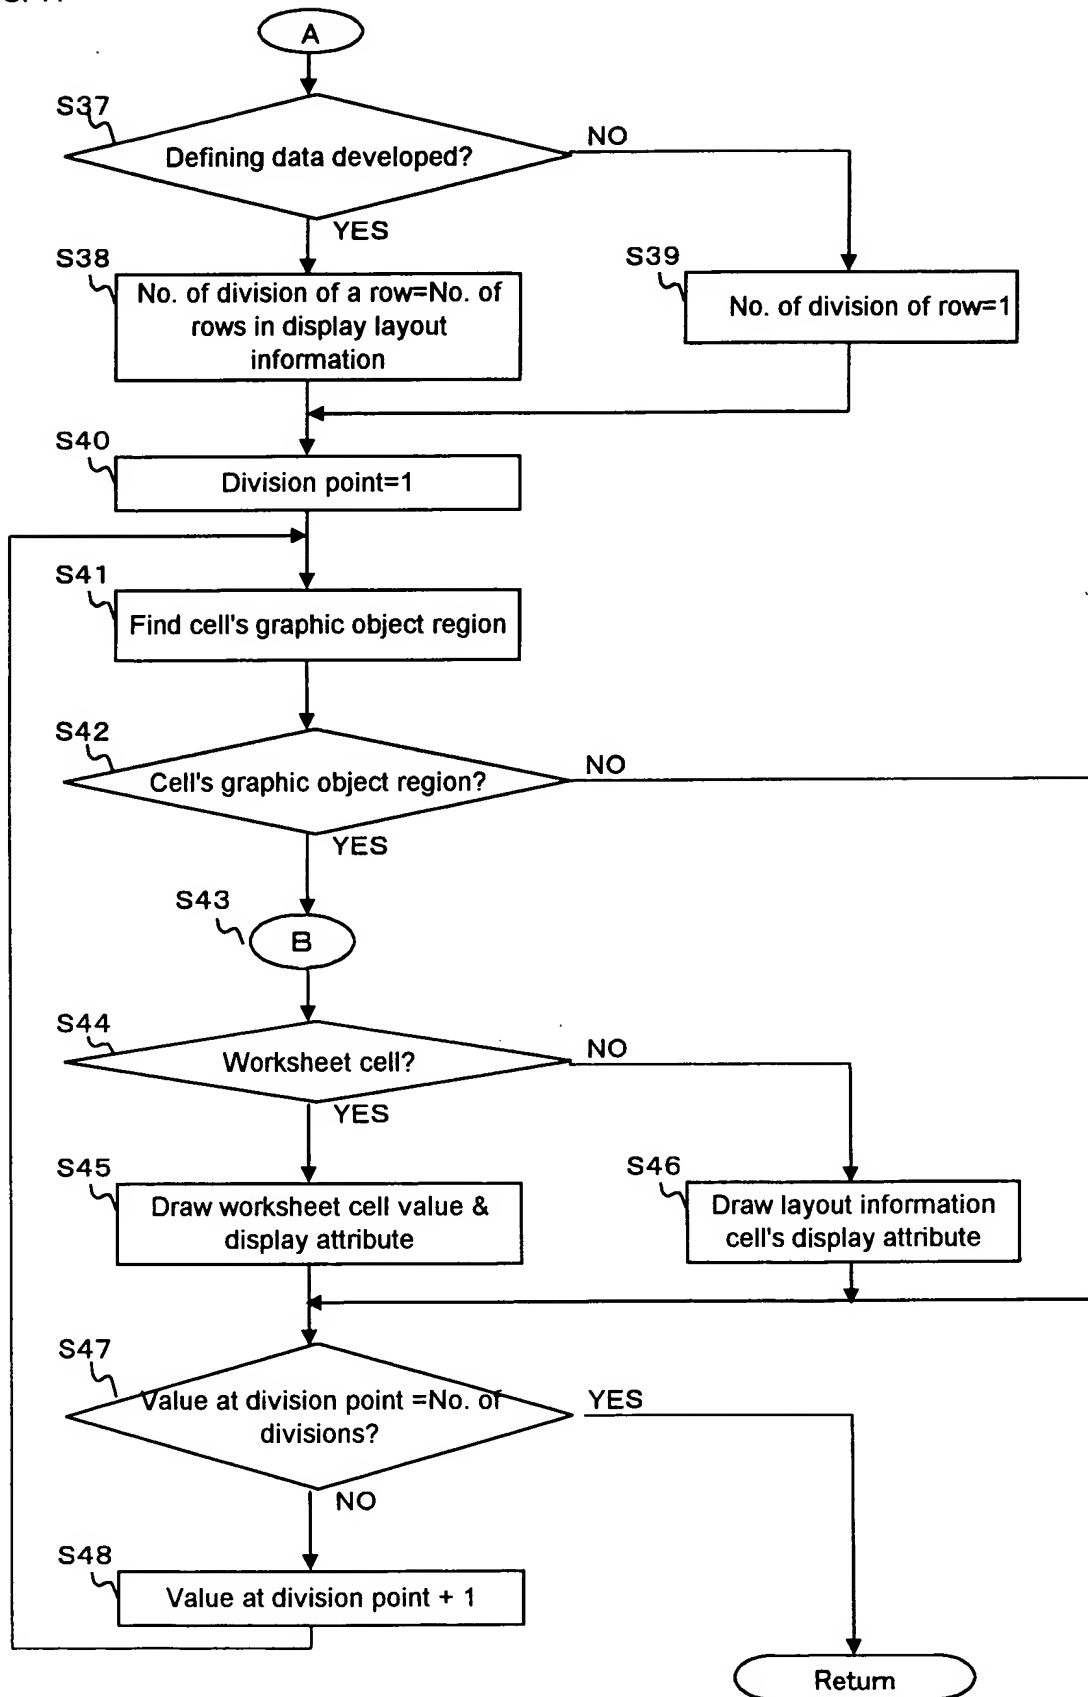 A
S37
Defining data developed?
NO
YES
S38
No. of division of a row=No. of
rows in display layout
information
S39
No. of division of row=1
S40
Division point=1
S41
Find cell's graphic object region
S42
Cell's graphic object region?
NO
YES
S43
B
S44
Worksheet cell?
NO
YES
S45
Draw worksheet cell value &
display attribute
S46
Draw layout information
cell's display attribute
S47
Value at division point =No. of
divisions?
YES
NO
S48
Value at division point + 1
Return